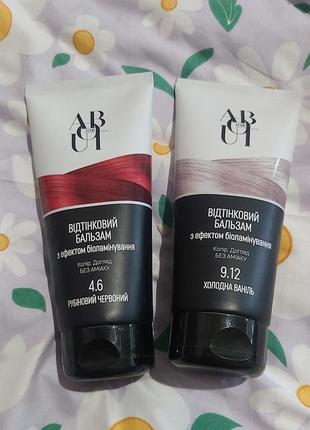 AB
OUT
ВІДТІНКОВИЙ
БАЛЬЗАМ
з ефектом біоламінування
Колір. Догляд
БЕЗ АМІАКУ
4.6
РУБІНОВИЙ ЧЕРВОНИЙ
AB
OUT
ВІДТІНКОВИЙ
БАЛЬЗАМ
з ефектом біоламінування
Колір. Догляд
БЕЗ АМІАКУ
9.12
ХОЛОДНА ВАНІЛЬ